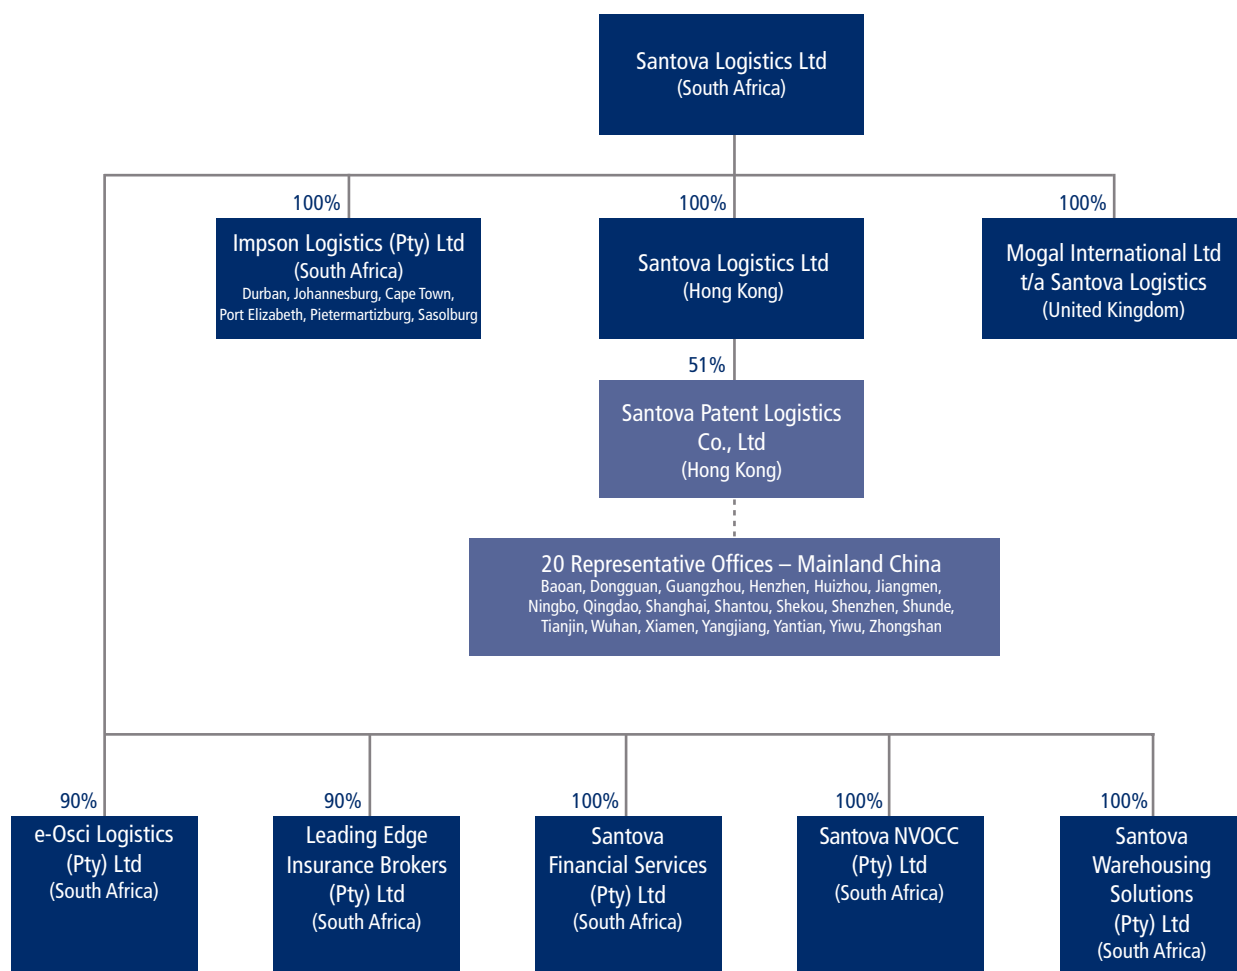 Santova Logistics Ltd
(South Africa)
100%
Impson Logistics (Pty) Ltd
(South Africa)
Durban, Johannesburg, Cape Town,
Port Elizabeth, Pietermartizburg, Sasolburg
100%
Santova Logistics Ltd
(Hong Kong)
100%
Mogal International Ltd
t/a Santova Logistics
(United Kingdom)
51%
Santova Patent Logistics
Co., Ltd
(Hong Kong)
20 Representative Offices – Mainland China
Baoan, Dongguan, Guangzhou, Henzhen, Huizhou, Jiangmen,
Ningbo, Qingdao, Shanghai, Shantou, Shekou, Shenzhen, Shunde,
Tianjin, Wuhan, Xiamen, Yangjiang, Yantian, Yiwu, Zhongshan
90%
e-Osci Logistics
(Pty) Ltd
(South Africa)
90%
Leading Edge
Insurance Brokers
(Pty) Ltd
(South Africa)
100%
Santova
Financial Services
(Pty) Ltd
(South Africa)
100%
Santova NVOCC
(Pty) Ltd
(South Africa)
100%
Santova
Warehousing
Solutions
(Pty) Ltd
(South Africa)